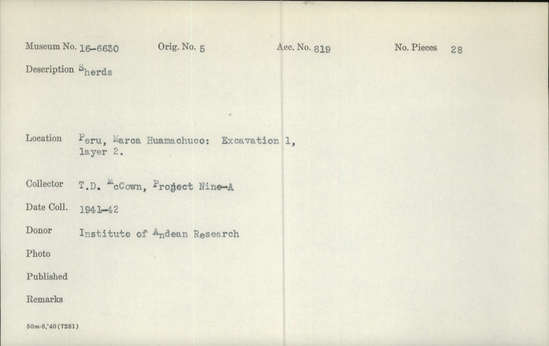 Museum No. 16-6630 Orig. No. 5 Acc. No. 819 No. Pieces 28
Description Sherds
Location Peru, Marca Huamachuco: Excavation 1,
layer 2.
Collector T.D. McCown, Project Nine-A
Date Coll. 1941-42
Donor Institute of Andean Research
Photo
Published
Remarks
50m-8,'40(7251)